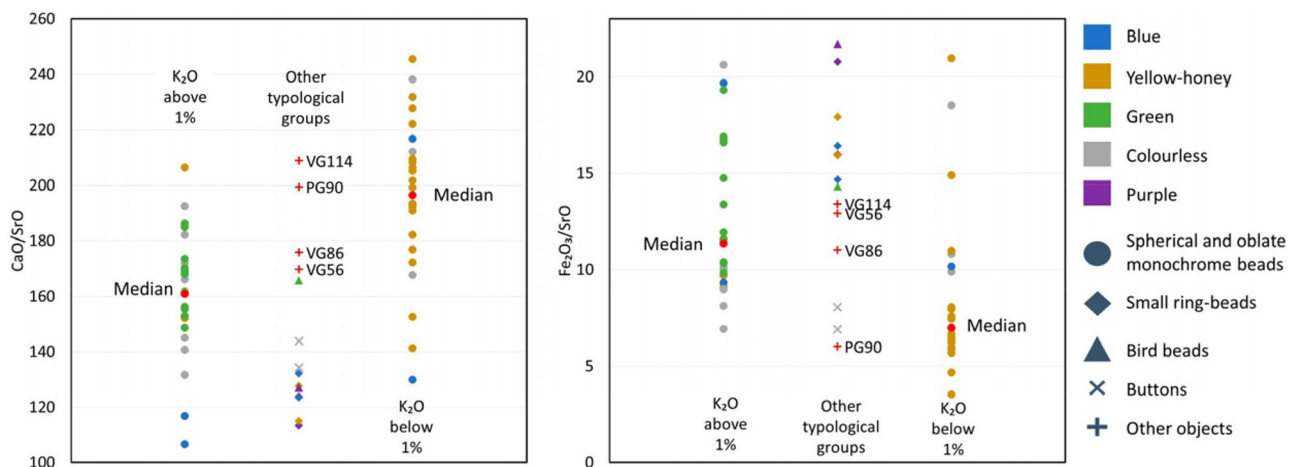 260
240
220
200
180
160
140
120
100
CaO/SrO
K₂O
above
1%
Other
typological
groups
VG114
PG90
VG86
VG56
Median
Median
K₂O
below
1%
20
15
10
5
0
Fe₂O₃/SrO
VG114
VG56
VG86
PG90
Median
Median
K₂O
above
1%
Other
typological
groups
K₂O
below
1%
Blue
Yellow-honey
Green
Colourless
Purple
Spherical and oblate
monochrome beads
Small ring-beads
Bird beads
Buttons
Other objects